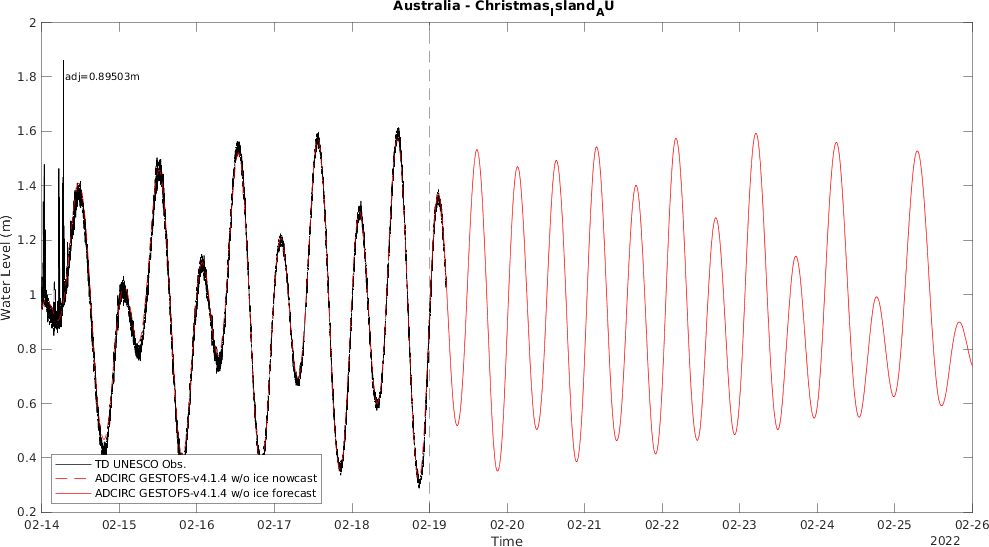 Australia - Christmas_Island_AU
2
1.8
1.6
1.4
1.2
1
0.8
0.6
0.4
0.2
Water Level (m)
adj=0.89503m
TD UNESCO Obs.
ADCIRC GESTOFS-v4.1.4 w/o ice nowcast
ADCIRC GESTOFS-v4.1.4 w/o ice forecast
02-14 02-15 02-16 02-17 02-18 02-19 02-20 02-21 02-22 02-23 02-24 02-25 02-26
Time
2022